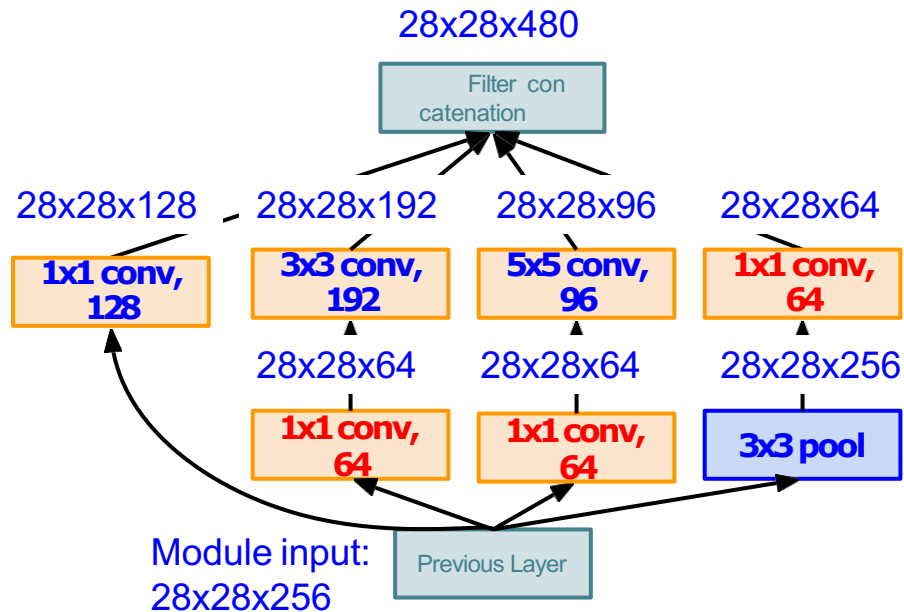 28x28x480
Filter con
catenation
28x28x128
28x28x192
28x28x96
28x28x64
1x1 conv,
128
3x3 conv,
192
5x5 conv,
96
1x1 conv,
64
28x28x64
28x28x64
28x28x256
1x1 conv,
64
1x1 conv,
64
3x3 pool
Module input:
28x28x256
Previous Layer